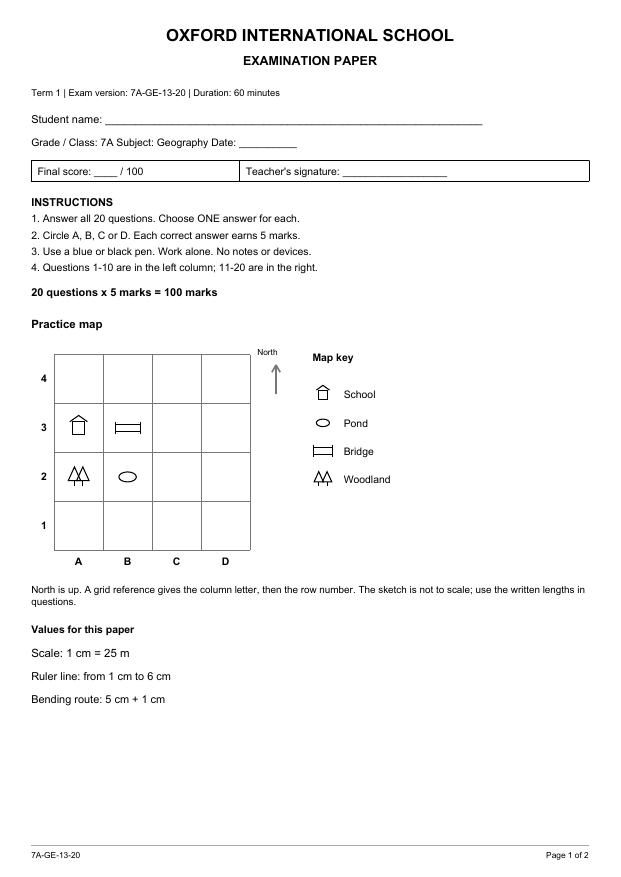 OXFORD INTERNATIONAL SCHOOL
EXAMINATION PAPER
Term 1 | Exam version: 7A-GE-13-20 | Duration: 60 minutes
Student name: _______________________________________________________________
Grade / Class: 7A Subject: Geography Date: __________
Final score: ____ / 100
Teacher's signature: __________________
INSTRUCTIONS
1. Answer all 20 questions. Choose ONE answer for each.
2. Circle A, B, C or D. Each correct answer earns 5 marks.
3. Use a blue or black pen. Work alone. No notes or devices.
4. Questions 1-10 are in the left column; 11-20 are in the right.
20 questions x 5 marks = 100 marks
Practice map
North
4
3
2
1
A B C D
Map key
School
Pond
Bridge
Woodland
North is up. A grid reference gives the column letter, then the row number. The sketch is not to scale; use the written lengths in
questions.
Values for this paper
Scale: 1 cm = 25 m
Ruler line: from 1 cm to 6 cm
Bending route: 5 cm + 1 cm
7A-GE-13-20
Page 1 of 2